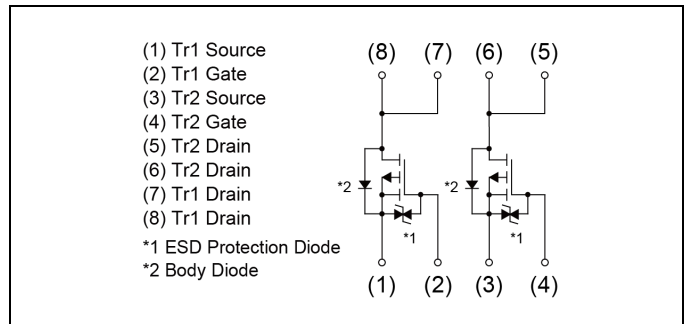 (1) Tr1 Source
(2) Tr1 Gate
(3) Tr2 Source
(4) Tr2 Gate
(5) Tr2 Drain
(6) Tr2 Drain
(7) Tr1 Drain
(8) Tr1 Drain
*1 ESD Protection Diode
*2 Body Diode
(8) (7) (6) (5)
*2 *2
*1 *1
(1) (2) (3) (4)